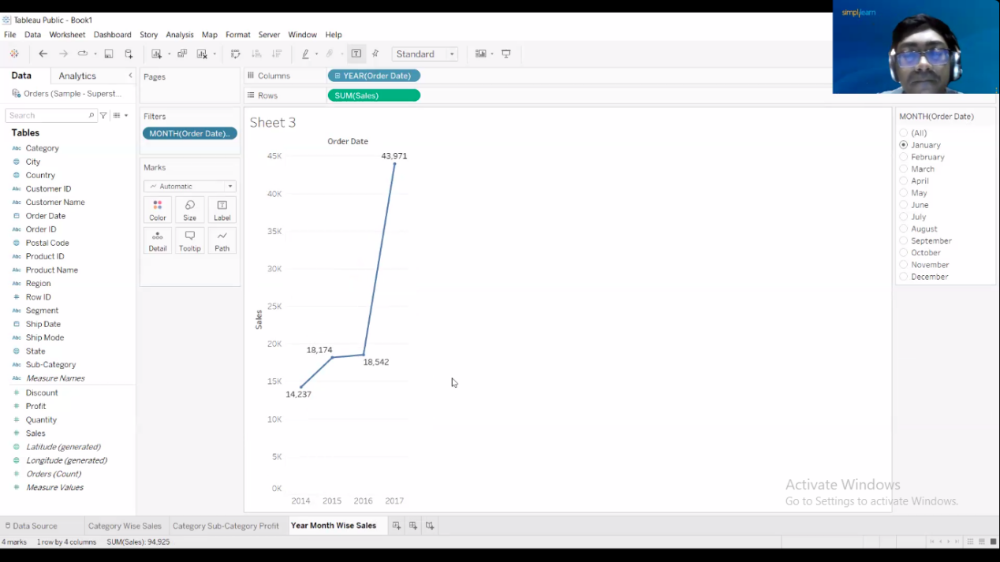 Tableau Public - Book1
simplilearn
File Data Worksheet Dashboard Story Analysis Map Format Server Window Help
Standard
Data Analytics
Orders (Sample - Superst...
Search
Tables
Category
City
Country
Customer ID
Customer Name
Order Date
Order ID
Postal Code
Product ID
Product Name
Region
Row ID
Segment
Ship Date
Ship Mode
State
Sub-Category
Measure Names
Discount
Profit
Quantity
Sales
Latitude (generated)
Longitude (generated)
Orders (Count)
Measure Values
Pages
Filters
MONTH(Order Date)..
Marks
Automatic
Color Size Label
Detail Tooltip Path
Columns YEAR(Order Date)
Rows SUM(Sales)
Sheet 3
Order Date
45K
40K
35K
30K
25K
20K
15K
10K
5K
0K
Sales
43,971
18,174
18,542
14,237
2014 2015 2016 2017
MONTH(Order Date)
(All)
January
February
March
April
May
June
July
August
September
October
November
December
Activate Windows
Go to Settings to activate Windows.
Data Source Category Wise Sales Category Sub-Category Profit Year Month Wise Sales
4 marks 1 row by 4 columns SUM(Sales): 94,925